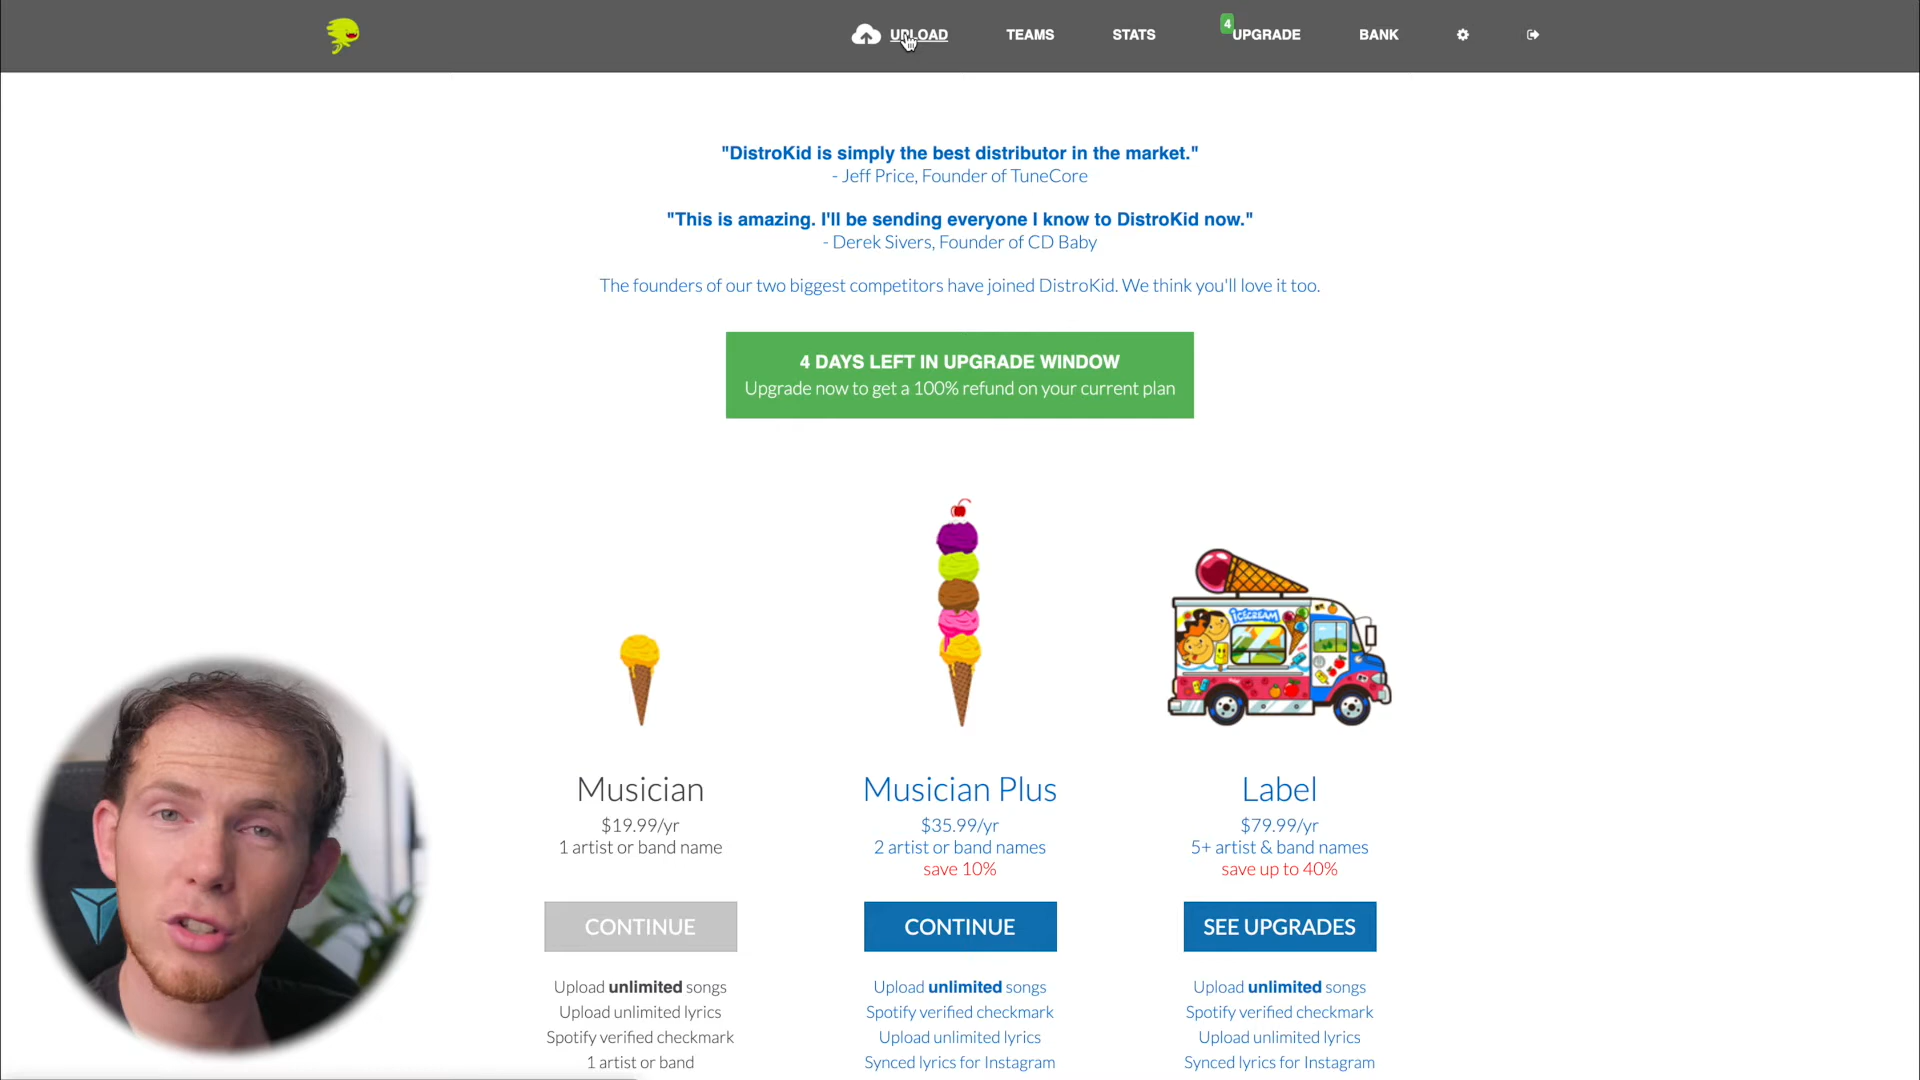 UPLOAD
TEAMS
STATS
4
UPGRADE
BANK
"DistroKid is simply the best distributor in the market."
- Jeff Price, Founder of TuneCore
"This is amazing. I'll be sending everyone I know to DistroKid now."
- Derek Sivers, Founder of CD Baby
The founders of our two biggest competitors have joined DistroKid. We think you'll love it too.
4 DAYS LEFT IN UPGRADE WINDOW
Upgrade now to get a 100% refund on your current plan
ICECREAM
Musician
$19.99/yr
1 artist or band name
CONTINUE
Upload unlimited songs
Upload unlimited lyrics
Spotify verified checkmark
1 artist or band
Musician Plus
$35.99/yr
2 artist or band names
save 10%
CONTINUE
Upload unlimited songs
Spotify verified checkmark
Upload unlimited lyrics
Synced lyrics for Instagram
Label
$79.99/yr
5+ artist & band names
save up to 40%
SEE UPGRADES
Upload unlimited songs
Spotify verified checkmark
Upload unlimited lyrics
Synced lyrics for Instagram